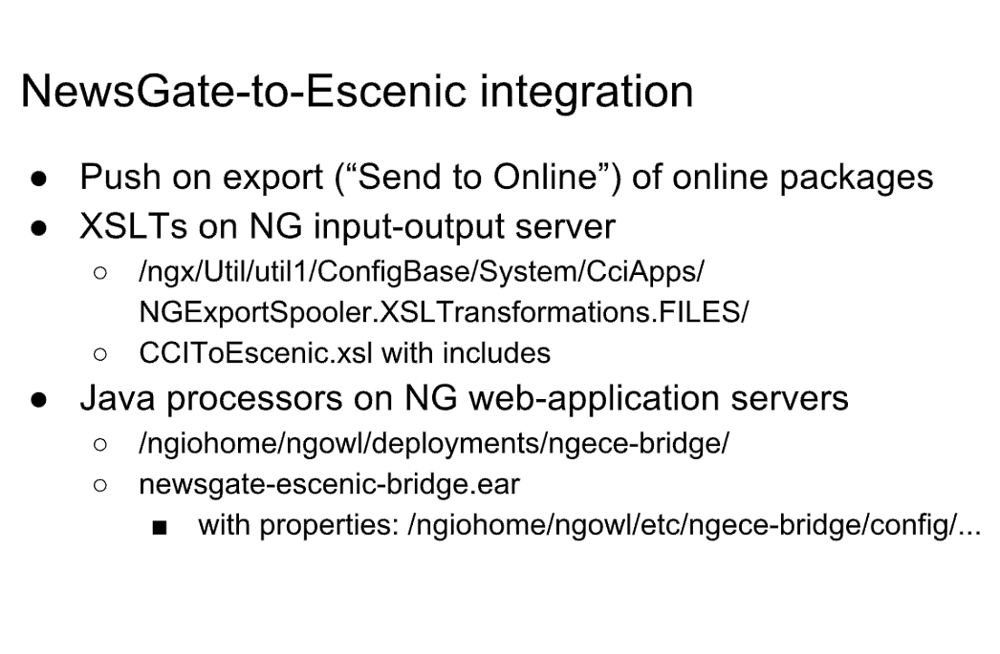 NewsGate-to-Escenic integration
● Push on export (“Send to Online”) of online packages
● XSLTs on NG input-output server
○ /ngx/Util/util1/ConfigBase/System/CciApps/
NGExportSpooler.XSLTransformations.FILES/
○ CCIToEscenic.xsl with includes
● Java processors on NG web-application servers
○ /ngiohome/ngowl/deployments/ngece-bridge/
○ newsgate-escenic-bridge.ear
■ with properties: /ngiohome/ngowl/etc/ngece-bridge/config/...